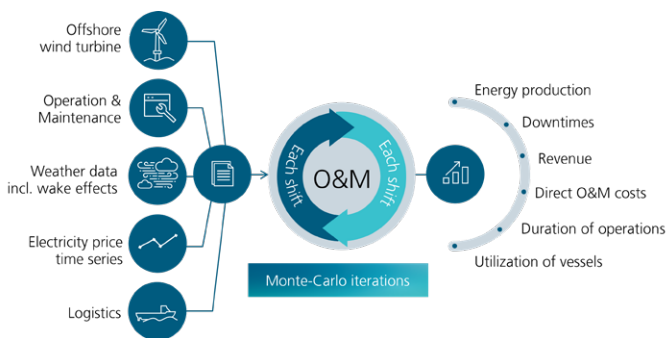 Offshore
wind turbine
Operation &
Maintenance
Weather data
incl. wake effects
Electricity price
time series
Logistics
Each shift
O&M
Each shift
Monte-Carlo iterations
Energy production
Downtimes
Revenue
Direct O&M costs
Duration of operations
Utilization of vessels